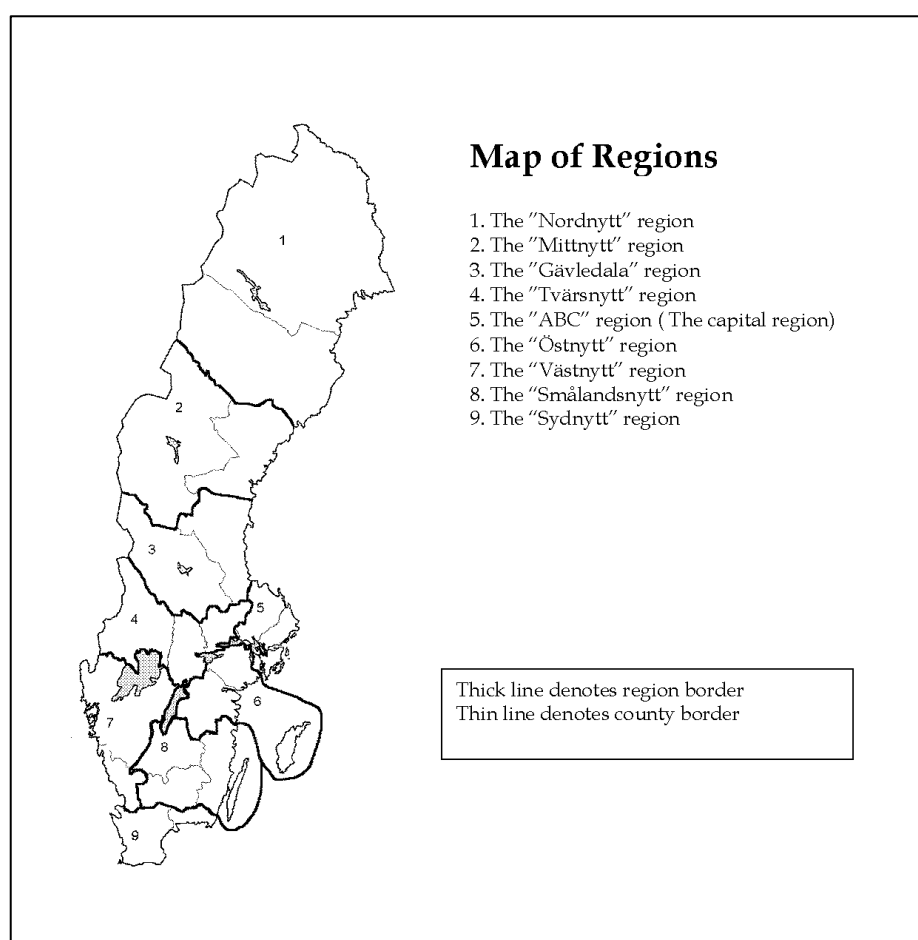 Map of Regions
1. The "Nordnytt" region
2. The "Mittnytt" region
3. The "Gävledala" region
4. The "Tvärsnytt" region
5. The "ABC" region ( The capital region)
6. The "Östnytt" region
7. The "Västnytt" region
8. The "Smålandsnytt" region
9. The "Sydnytt" region
1
2
3
5
4
6
7
8
9
Thick line denotes region border
Thin line denotes county border